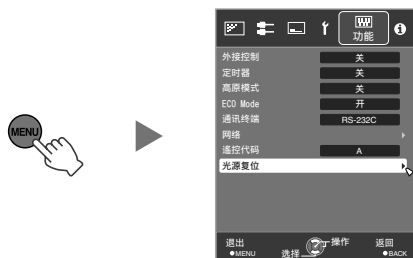 MENU
功能
外接控制 关
定时器 关
高原模式 关
ECO Mode 开
通讯终端 RS-232C
网络
遥控代码 A
光源复位
退出 操作 返回
●MENU 选择 ●BACK